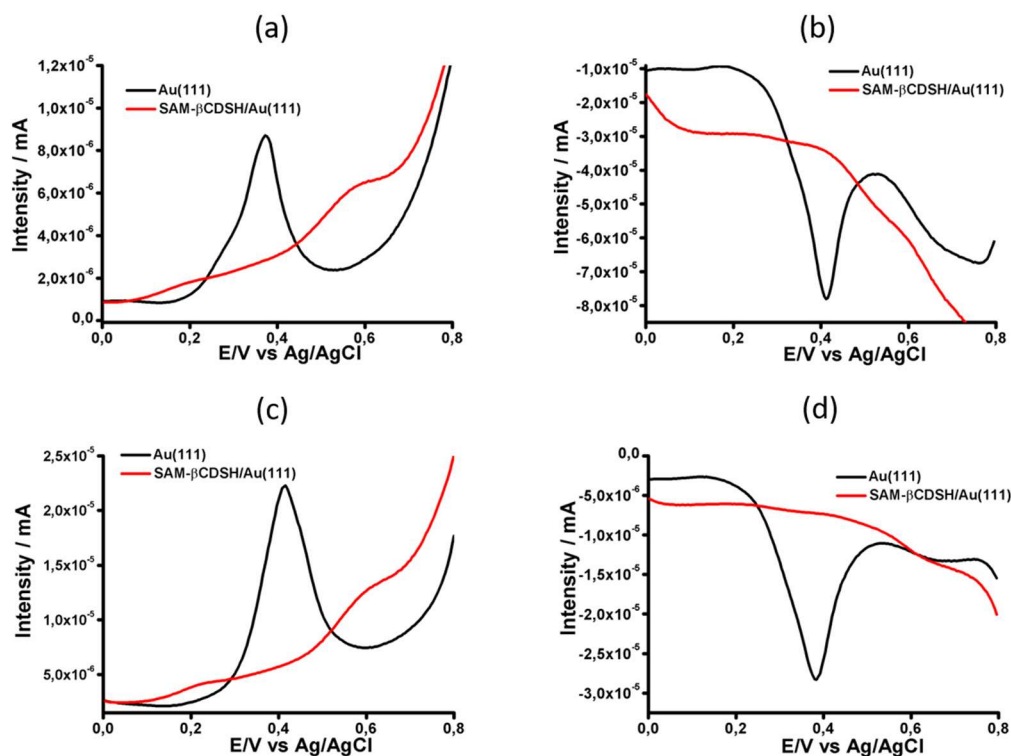 (a)
Intensity / mA
1,2x10⁻⁵
1,0x10⁻⁵
8,0x10⁻⁶
6,0x10⁻⁶
4,0x10⁻⁶
2,0x10⁻⁶
0,0
Au(111)
SAM-βCDSH/Au(111)
0,0 0,2 0,4 0,6 0,8
E/V vs Ag/AgCl
(b)
Intensity / mA
-1,0x10⁻⁵
-2,0x10⁻⁵
-3,0x10⁻⁵
-4,0x10⁻⁵
-5,0x10⁻⁵
-6,0x10⁻⁵
-7,0x10⁻⁵
-8,0x10⁻⁵
Au(111)
SAM-βCDSH/Au(111)
0,0 0,2 0,4 0,6 0,8
E/V vs Ag/AgCl
(c)
Intensity / mA
2,5x10⁻⁵
2,0x10⁻⁵
1,5x10⁻⁵
1,0x10⁻⁵
5,0x10⁻⁶
Au(111)
SAM-βCDSH/Au(111)
0,0 0,2 0,4 0,6 0,8
E/V vs Ag/AgCl
(d)
Intensity / mA
0,0
-5,0x10⁻⁶
-1,0x10⁻⁵
-1,5x10⁻⁵
-2,0x10⁻⁵
-2,5x10⁻⁵
-3,0x10⁻⁵
Au(111)
SAM-βCDSH/Au(111)
0,0 0,2 0,4 0,6 0,8
E/V vs Ag/AgCl